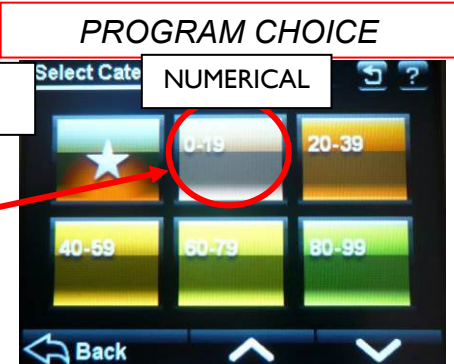 PROGRAM CHOICE
Select Cate
NUMERICAL
?
0-19
20-39
40-59
60-79
80-99
Back